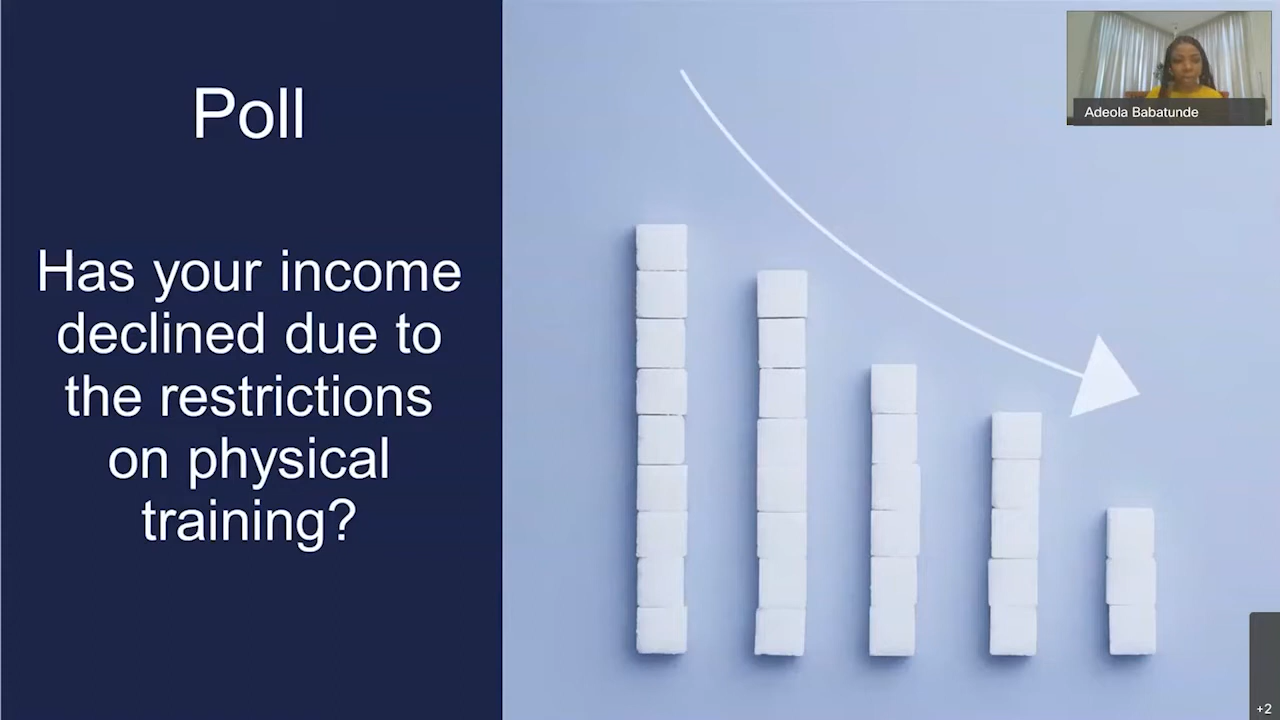 Poll
Has your income
declined due to
the restrictions
on physical
training?
Adeola Babatunde
+2